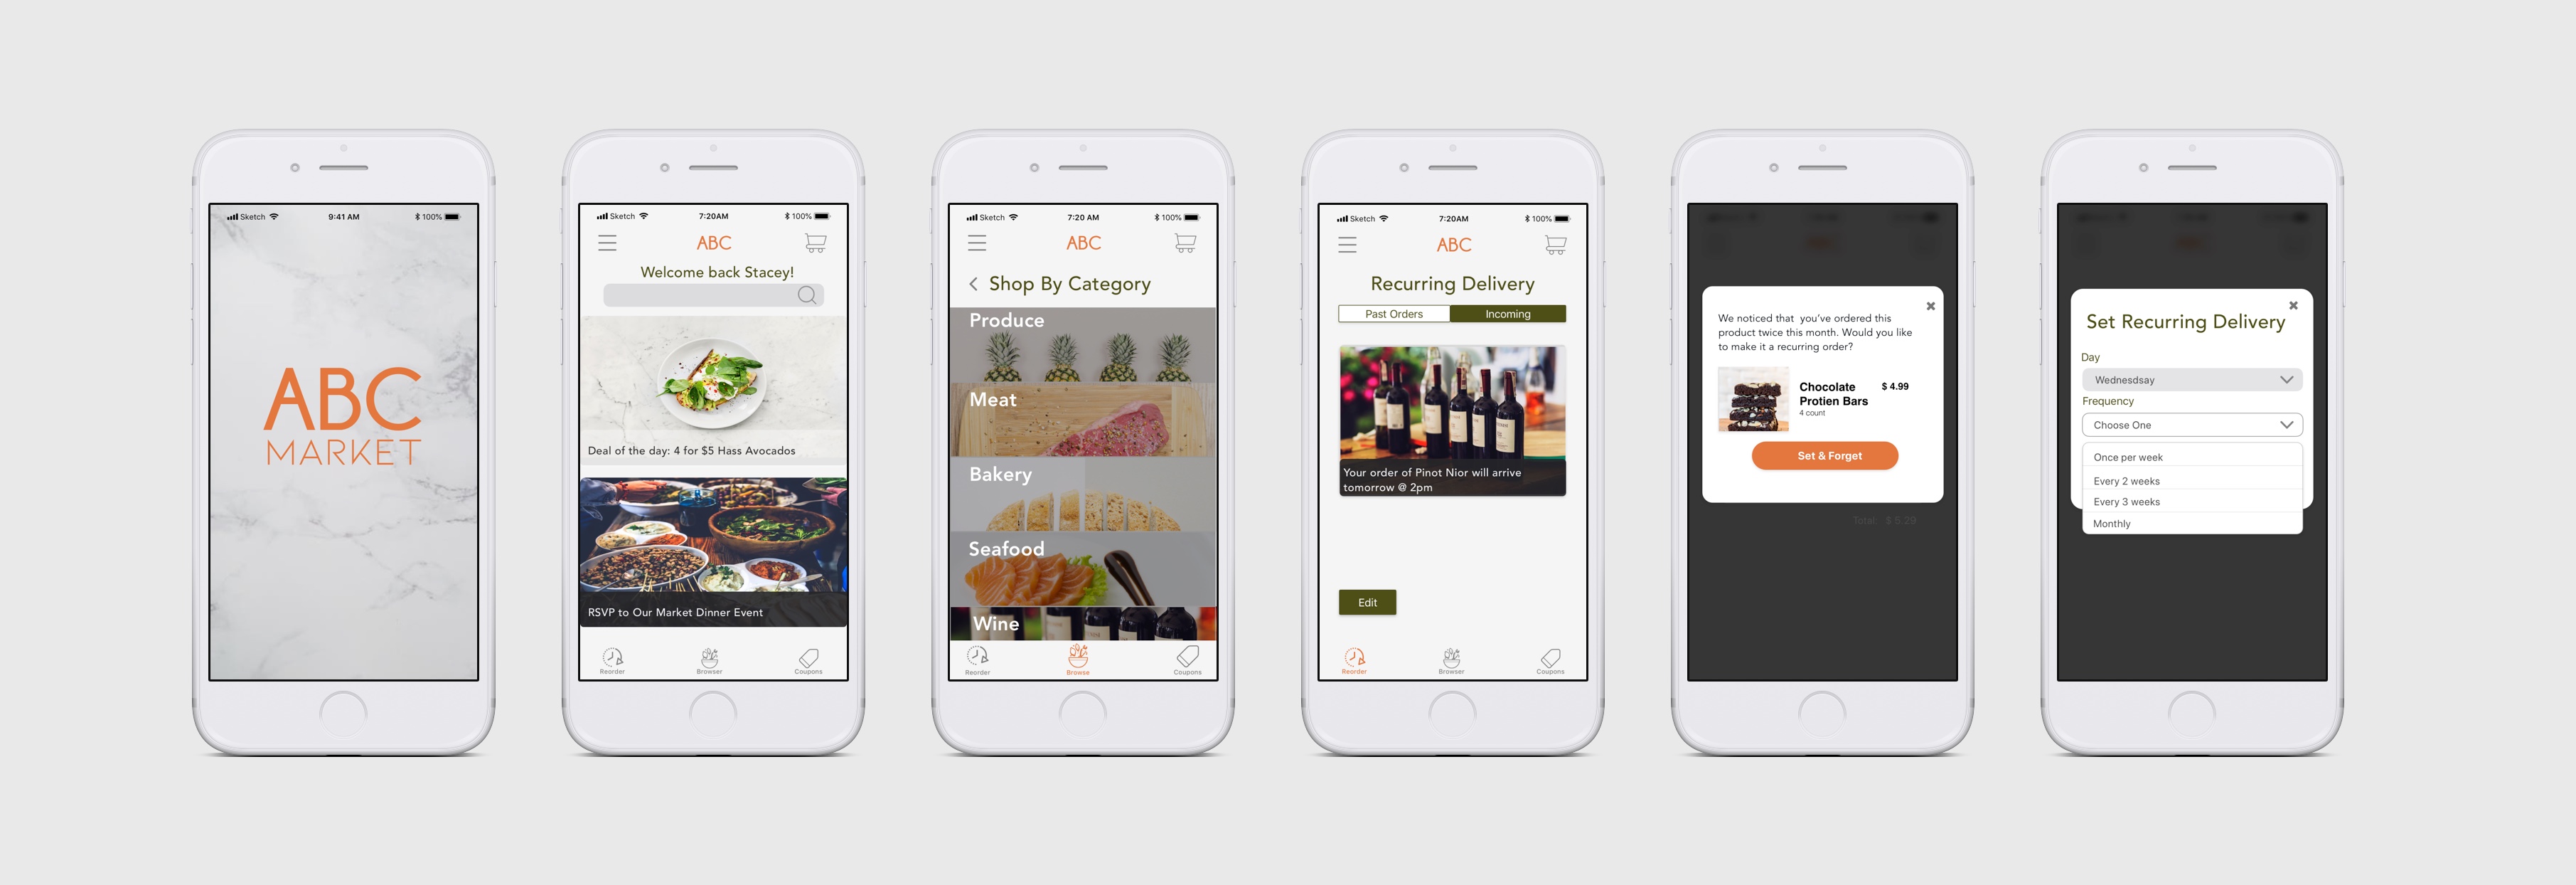 Sketch 9:41 AM 100%
ABC
MARKET
Sketch 7:20AM 100%
ABC
Welcome back Stacey!
Deal of the day: 4 for $5 Hass Avocados
RSVP to Our Market Dinner Event
Reorder Browser Coupons
Sketch 7:20 AM 100%
ABC
Shop By Category
Produce
Meat
Bakery
Seafood
Wine
Reorder Browse Coupons
Sketch 7:20AM 100%
ABC
Recurring Delivery
Past Orders Incoming
Your order of Pinot Nior will arrive
tomorrow @ 2pm
Edit
Reorder Browser Coupons
We noticed that you've ordered this
product twice this month. Would you like
to make it a recurring order?
Chocolate $ 4.99
Protien Bars
4 count
Set & Forget
Total: $ 5.29
Set Recurring Delivery
Day
Wednesdsay
Frequency
Choose One
Once per week
Every 2 weeks
Every 3 weeks
Monthly